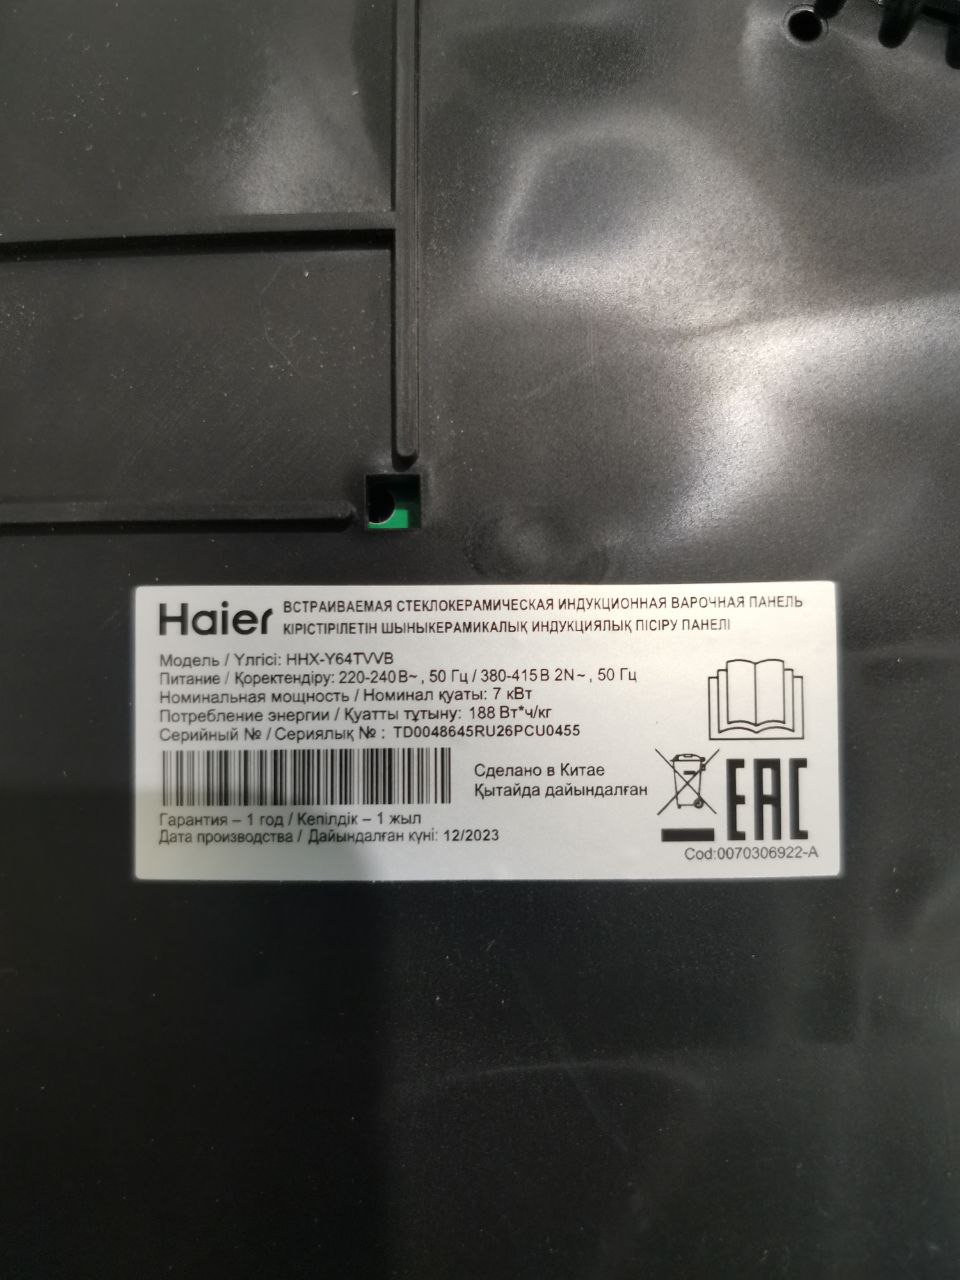 Haier ВСТРАИВАЕМАЯ СТЕКЛОКЕРАМИЧЕСКАЯ ИНДУКЦИОННАЯ ВАРОЧНАЯ ПАНЕЛЬ
КІРІСТІРІЛЕТІН ШЫНЫКЕРАМИКАЛЫҚ ИНДУКЦИЯЛЫҚ ПІСІРУ ПАНЕЛІ
Модель / Үлгісі: HHX-Y64TVVB
Питание / Қоректендіру: 220-240В~, 50 Гц / 380-415В 2N~, 50 Гц
Номинальная мощность / Номинал қуаты: 7 кВт
Потребление энергии / Қуатты тұтыну: 188 Вт*ч/кг
Серийный № / Сериялық №: TD0048645RU26PCU0455
Сделано в Китае
Қытайда дайындалған
Гарантия – 1 год / Кепілдік – 1 жыл
Дата производства / Дайындалған күні: 12/2023
EAC
Cod:0070306922-A